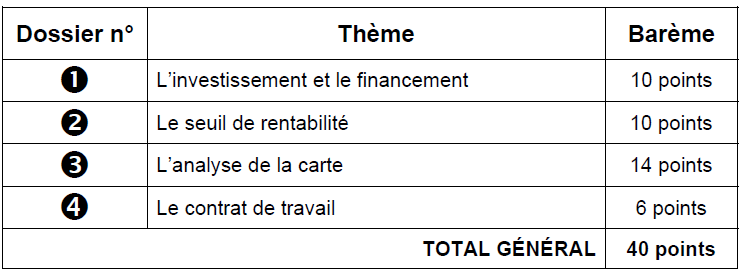 Dossier n° Thème Barème
❶ L'investissement et le financement 10 points
❷ Le seuil de rentabilité 10 points
❸ L'analyse de la carte 14 points
❹ Le contrat de travail 6 points
TOTAL GÉNÉRAL 40 points